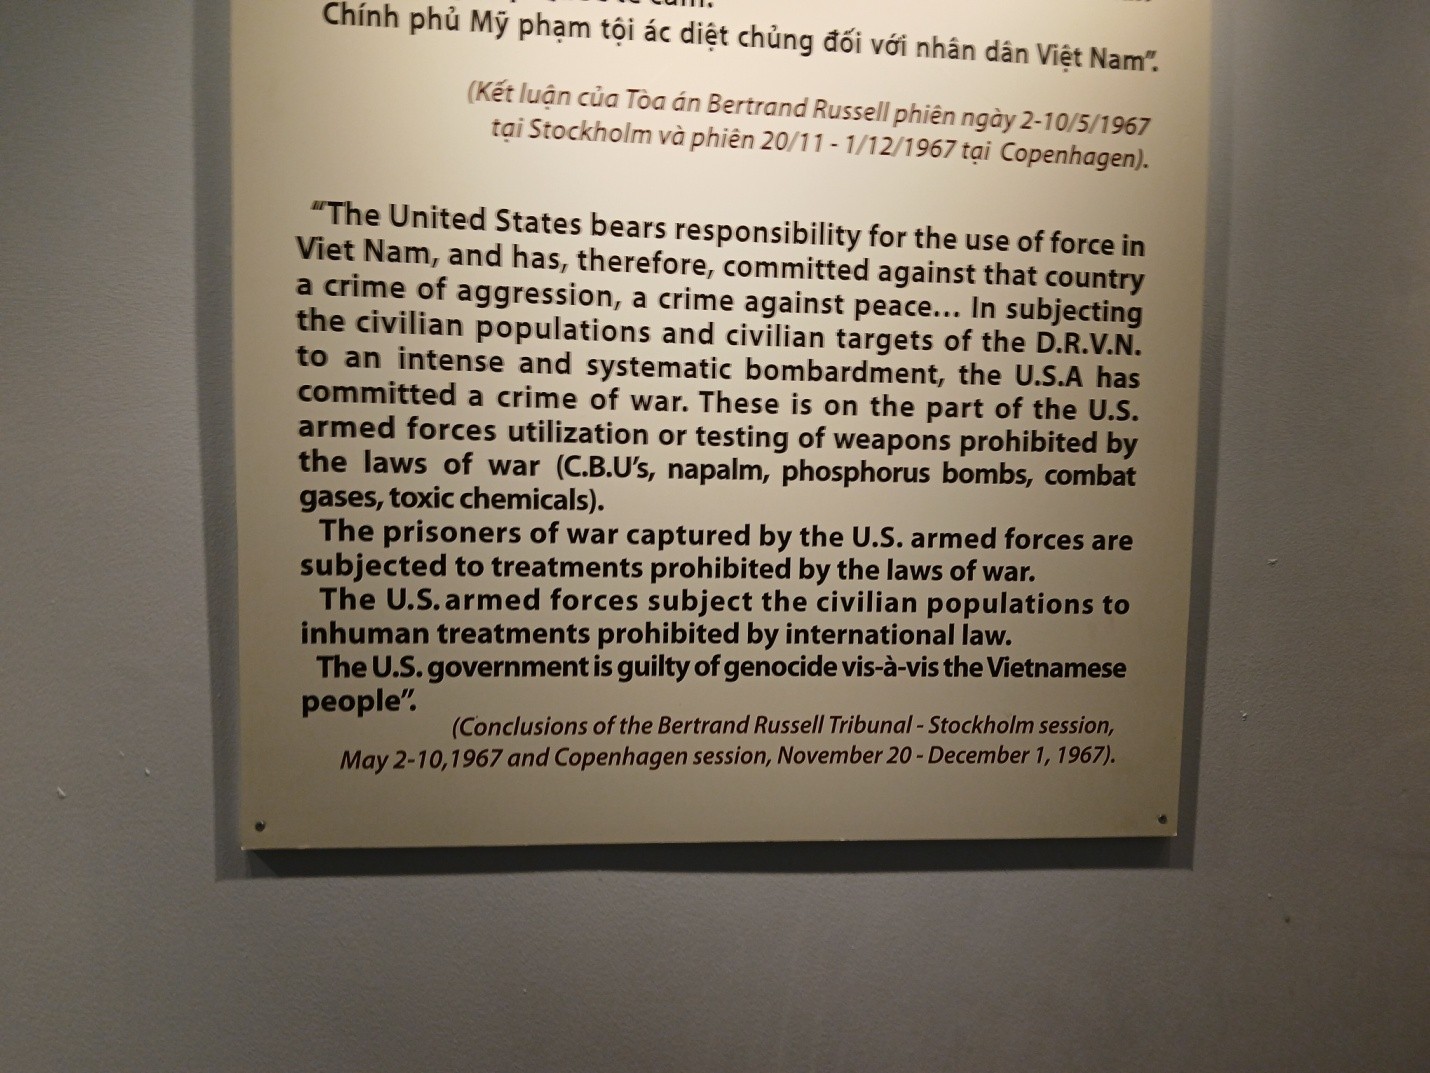 Chính phủ Mỹ phạm tội ác diệt chủng đối với nhân dân Việt Nam”.
(Kết luận của Tòa án Bertrand Russell phiên ngày 2-10/5/1967
tại Stockholm và phiên 20/11 - 1/12/1967 tại Copenhagen).
“‘The United States bears responsibility for the use of force in
Viet Nam, and has, therefore, committed against that country
a crime of aggression, a crime against peace... In subjecting
the civilian populations and civilian targets of the D.R.V.N.
to an intense and systematic bombardment, the U.S.A has
committed a crime of war. These is on the part of the U.S.
armed forces utilization or testing of weapons prohibited by
the laws of war (C.B.U’s, napalm, phosphorus bombs, combat
gases, toxic chemicals).
The prisoners of war captured by the U.S. armed forces are
subjected to treatments prohibited by the laws of war.
The U.S. armed forces subject the civilian populations to
inhuman treatments prohibited by international law.
The U.S. government is guilty of genocide vis-à-vis the Vietnamese
people”.
(Conclusions of the Bertrand Russell Tribunal - Stockholm session,
May 2-10,1967 and Copenhagen session, November 20 - December 1, 1967).